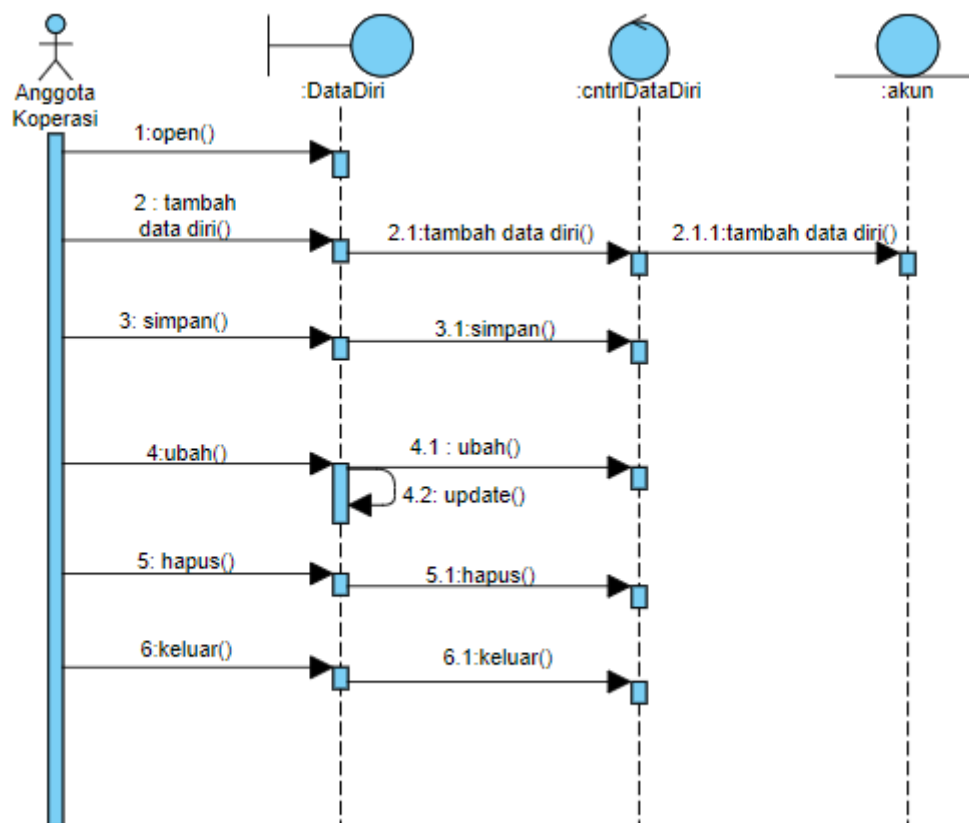 Anggota
Koperasi
:DataDiri
:cntrlDataDiri
:akun
1:open()
2 : tambah
data diri()
2.1:tambah data diri()
2.1.1:tambah data diri()
3: simpan()
3.1:simpan()
4:ubah()
4.1 : ubah()
4.2: update()
5: hapus()
5.1:hapus()
6:keluar()
6.1:keluar()